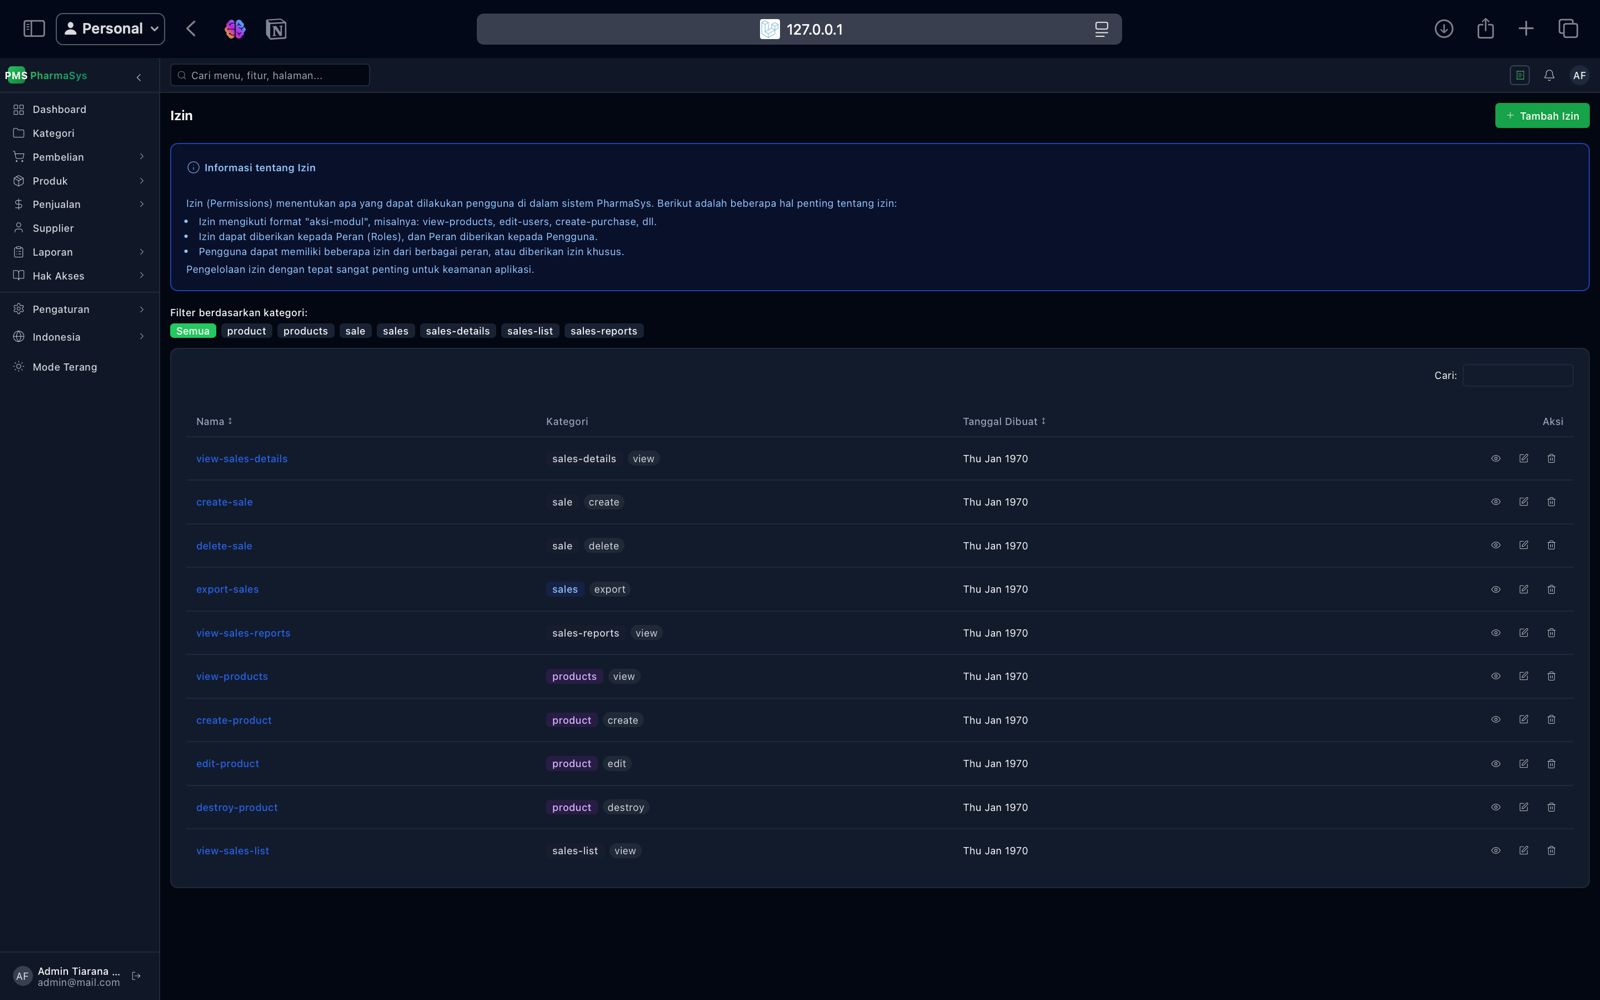 Personal
127.0.0.1
PMS PharmaSys
Cari menu, fitur, halaman...
AF
Dashboard
Kategori
Pembelian
Produk
Penjualan
Supplier
Laporan
Hak Akses
Pengaturan
Indonesia
Mode Terang
Izin
+ Tambah Izin
Informasi tentang Izin
Izin (Permissions) menentukan apa yang dapat dilakukan pengguna di dalam sistem PharmaSys. Berikut adalah beberapa hal penting tentang izin:
• Izin mengikuti format "aksi-modul", misalnya: view-products, edit-users, create-purchase, dll.
• Izin dapat diberikan kepada Peran (Roles), dan Peran diberikan kepada Pengguna.
• Pengguna dapat memiliki beberapa izin dari berbagai peran, atau diberikan izin khusus.
Pengelolaan izin dengan tepat sangat penting untuk keamanan aplikasi.
Filter berdasarkan kategori:
Semua product products sale sales sales-details sales-list sales-reports
Cari:
Nama Kategori Tanggal Dibuat Aksi
view-sales-details sales-details view Thu Jan 1970
create-sale sale create Thu Jan 1970
delete-sale sale delete Thu Jan 1970
export-sales sales export Thu Jan 1970
view-sales-reports sales-reports view Thu Jan 1970
view-products products view Thu Jan 1970
create-product product create Thu Jan 1970
edit-product product edit Thu Jan 1970
destroy-product product destroy Thu Jan 1970
view-sales-list sales-list view Thu Jan 1970
AF
Admin Tiarana ...
admin@mail.com